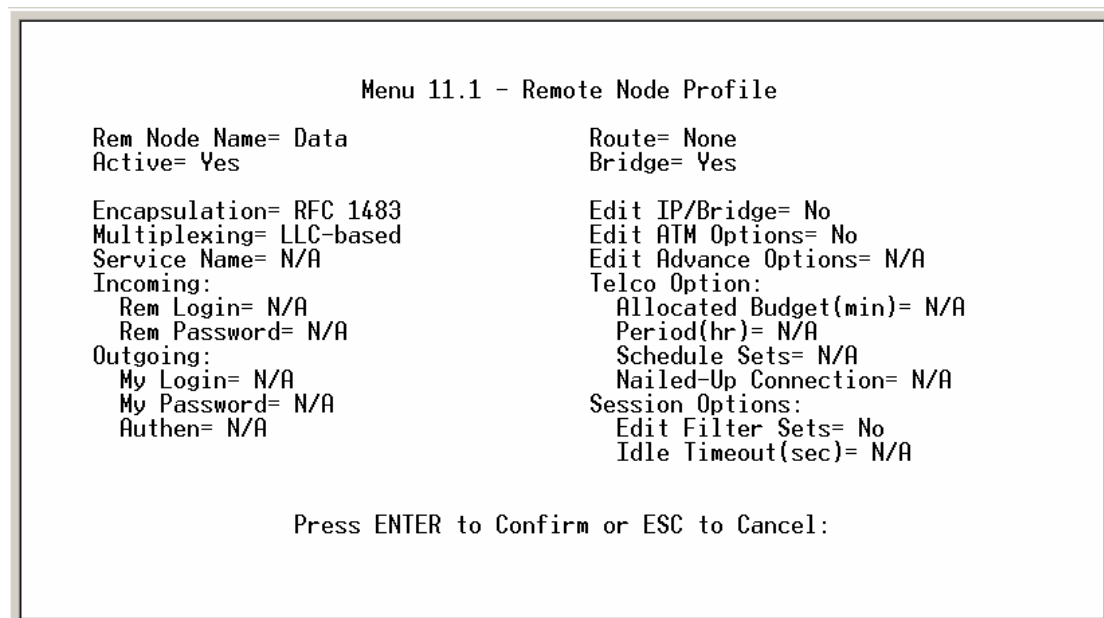 Menu 11.1 - Remote Node Profile
Rem Node Name= Data Route= None
Active= Yes Bridge= Yes
Encapsulation= RFC 1483 Edit IP/Bridge= No
Multiplexing= LLC-based Edit ATM Options= No
Service Name= N/A Edit Advance Options= N/A
Incoming: Telco Option:
Rem Login= N/A Allocated Budget(min)= N/A
Rem Password= N/A Period(hr)= N/A
Outgoing: Schedule Sets= N/A
My Login= N/A Nailed-Up Connection= N/A
My Password= N/A Session Options:
Authen= N/A Edit Filter Sets= No
Idle Timeout(sec)= N/A
Press ENTER to Confirm or ESC to Cancel: